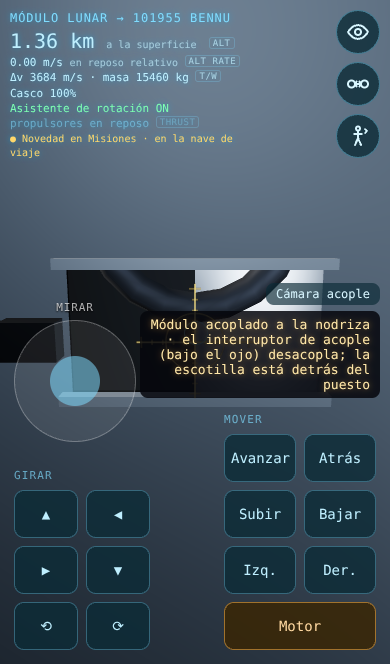 MÓDULO LUNAR → 101955 BENNU
1.36 km a la superficie ALT
0.00 m/s en reposo relativo ALT RATE
Δv 3684 m/s · masa 15460 kg T/W
Casco 100%
Asistente de rotación ON
propulsores en reposo THRUST
● Novedad en Misiones · en la nave de
viaje
Cámara acople
MIRAR
Módulo acoplado a la nodriza
· el interruptor de acople
(bajo el ojo) desacopla; la
escotilla está detrás del
puesto
MOVER
Avanzar Atrás
GIRAR
▲ ◄ Subir Bajar
► ▼ Izq. Der.
⟲ ⟳ Motor